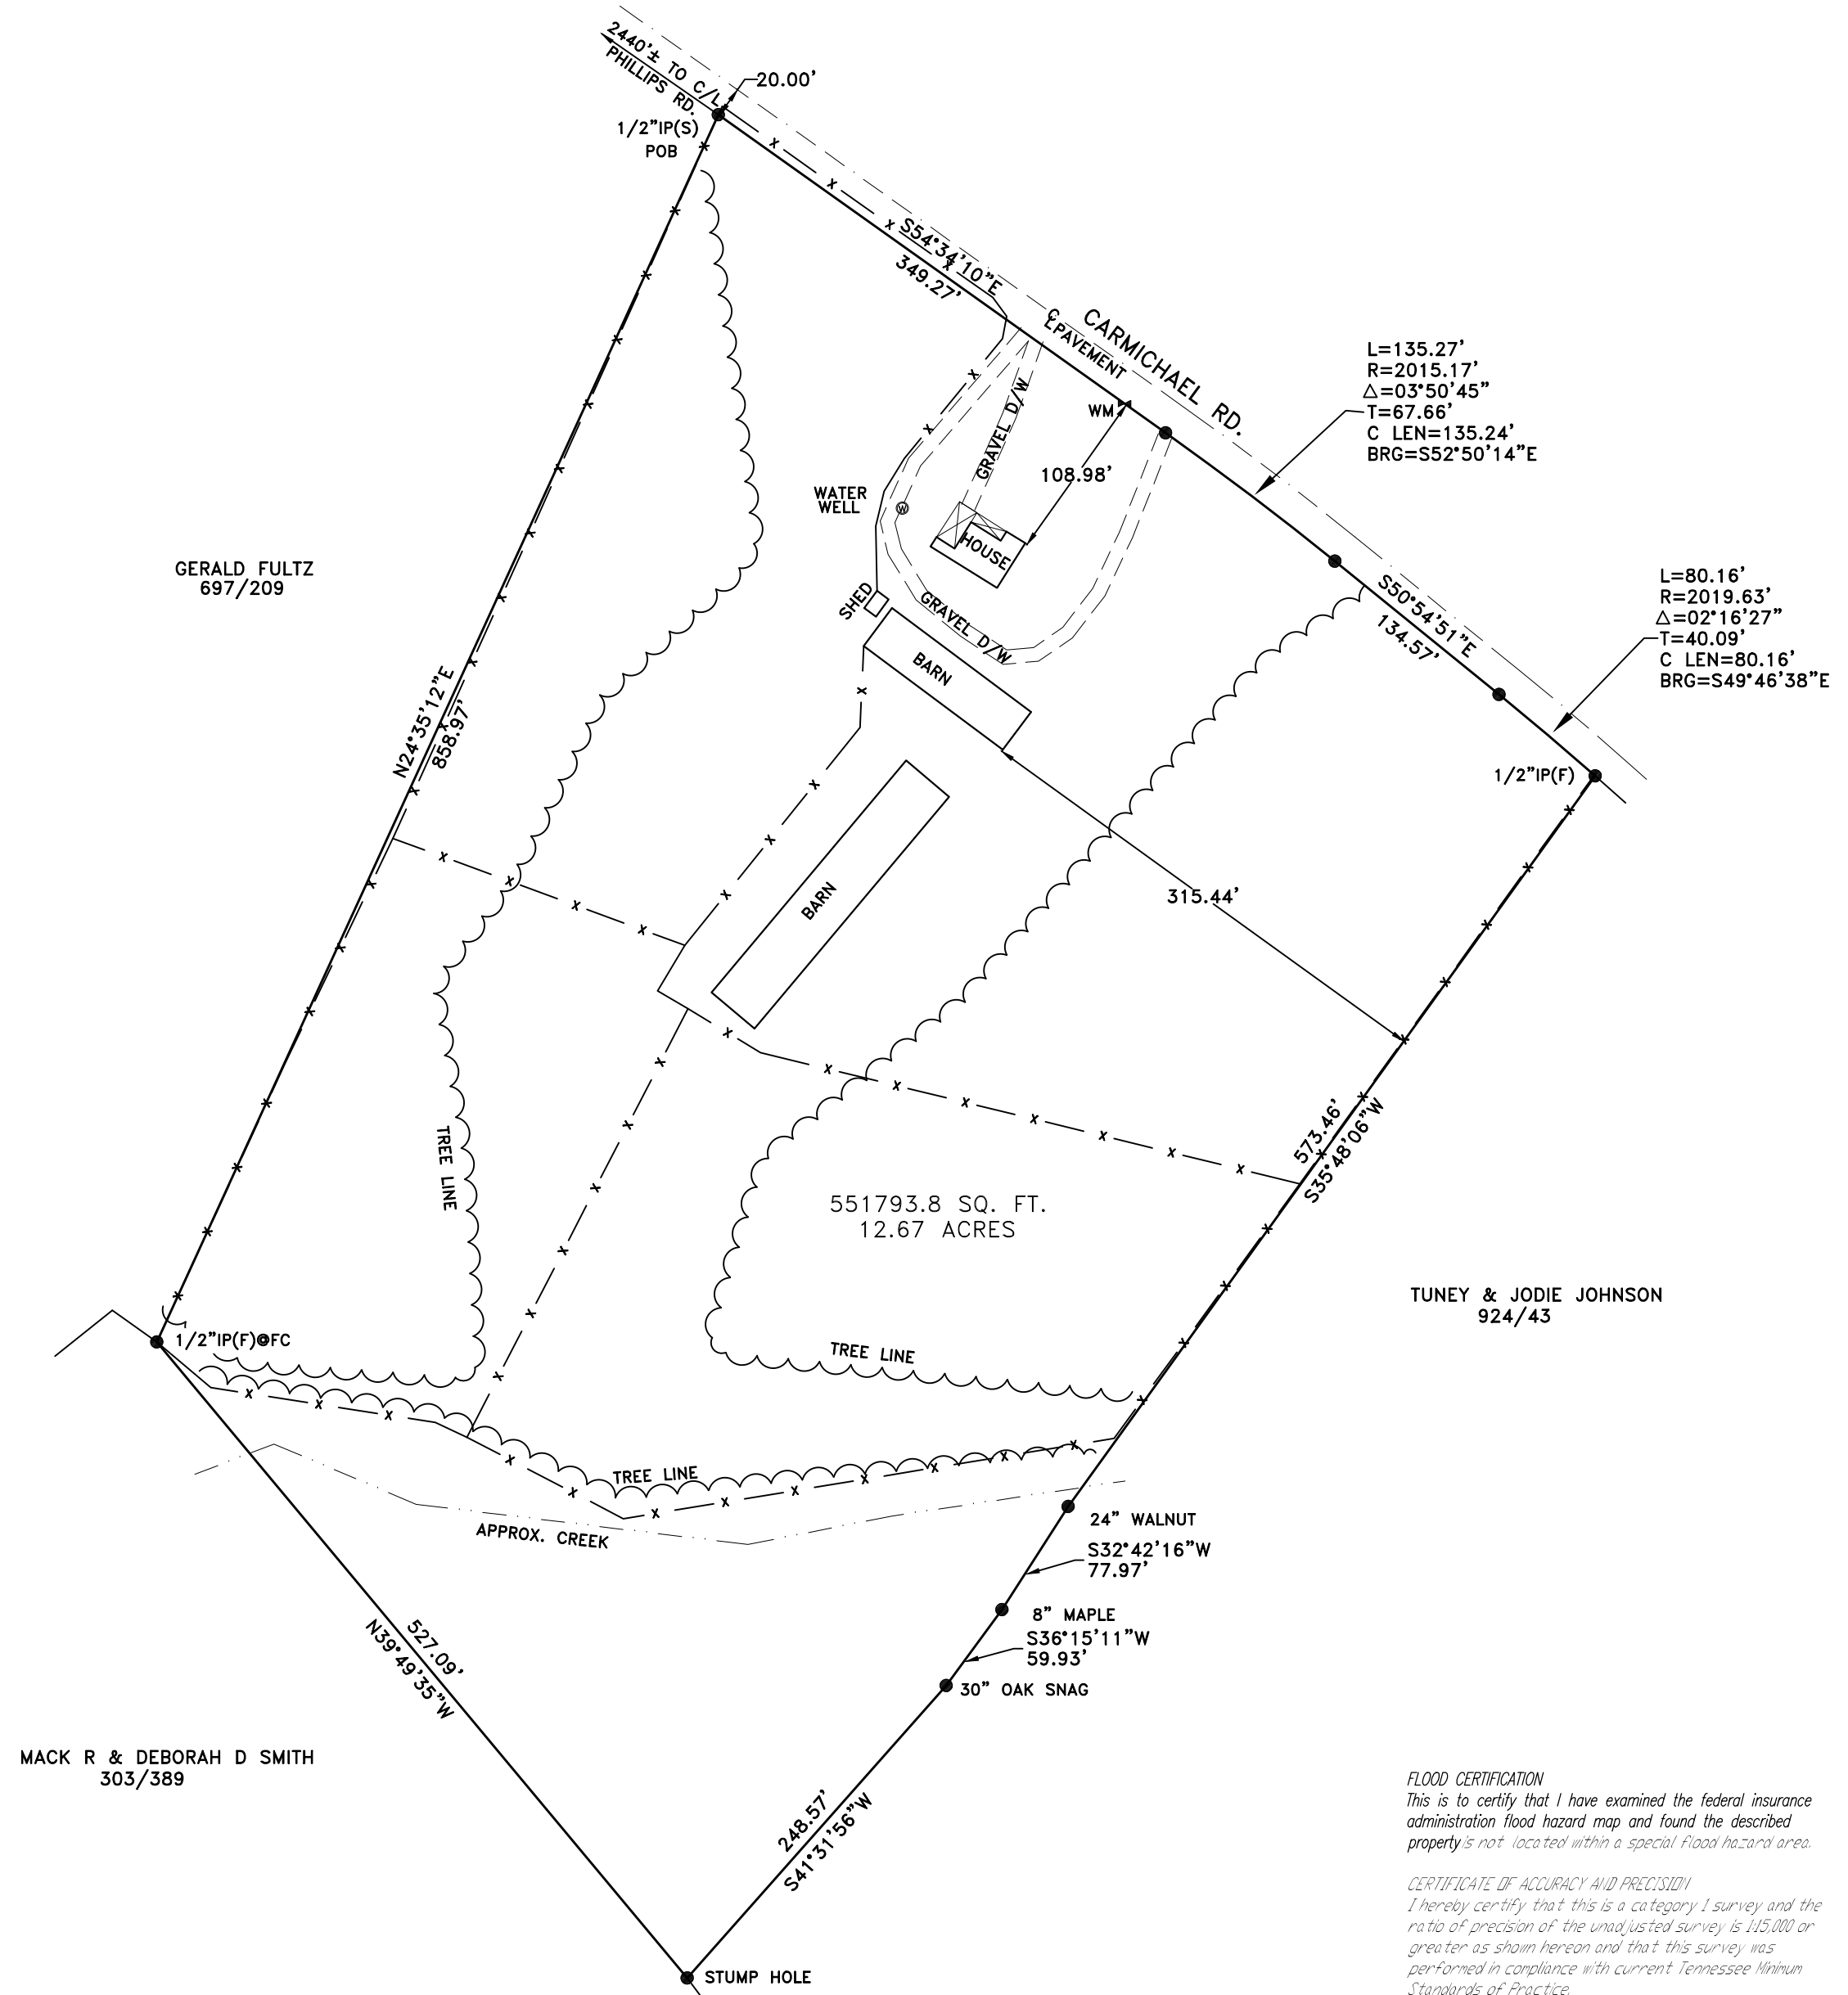 2440'± TO C/L
PHILLIPS RD.
20.00'
1/2"IP(S)
POB
S54°34'10"E
349.27'
CARMICHAEL RD.
C
L PAVEMENT
WM
L=135.27'
R=2015.17'
△=03°50'45"
T=67.66'
C LEN=135.24'
BRG=S52°50'14"E
GRAVEL D/W
108.98'
WATER
WELL
W
HOUSE
GERALD FULTZ
697/209
SHED
GRAVEL D/W
BARN
S50°54'51"E
134.57'
L=80.16'
R=2019.63'
△=02°16'27"
T=40.09'
C LEN=80.16'
BRG=S49°46'38"E
N24°35'12"E
858.97'
1/2"IP(F)
BARN
315.44'
573.46'
S35°48'06"W
TREE LINE
551793.8 SQ. FT.
12.67 ACRES
TUNEY & JODIE JOHNSON
924/43
1/2"IP(F)@FC
TREE LINE
TREE LINE
APPROX. CREEK
24" WALNUT
S32°42'16"W
77.97'
8" MAPLE
S36°15'11"W
59.93'
30" OAK SNAG
527.09'
N39°49'35"W
MACK R & DEBORAH D SMITH
303/389
248.57'
S41°31'56"W
STUMP HOLE
FLOOD CERTIFICATION
This is to certify that I have examined the federal insurance
administration flood hazard map and found the described
property is not located within a special flood hazard area.
CERTIFICATE OF ACCURACY AND PRECISION
I hereby certify that this is a category 1 survey and the
ratio of precision of the unadjusted survey is 1:15,000 or
greater as shown hereon and that this survey was
performed in compliance with current Tennessee Minimum
Standards of Practice.